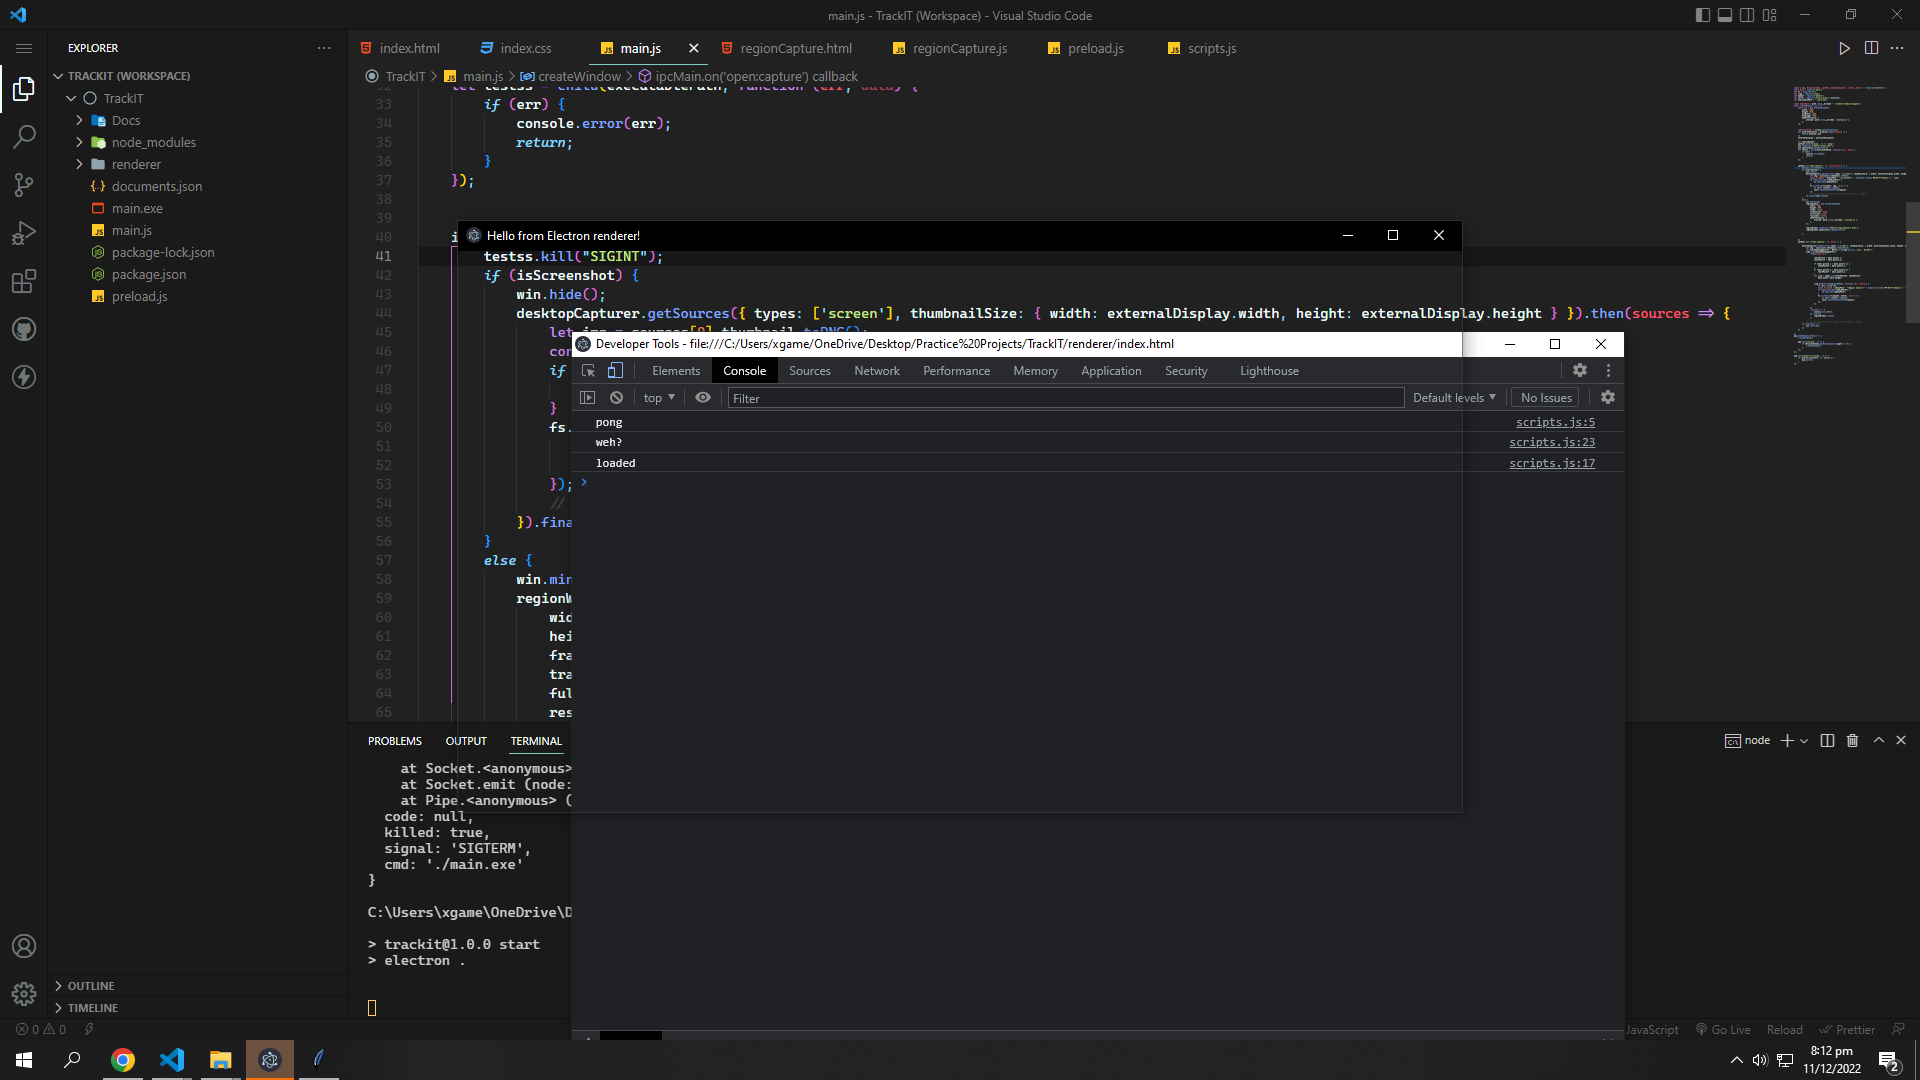 main.js - TrackIT (Workspace) - Visual Studio Code
EXPLORER
TRACKIT (WORKSPACE)
TrackIT
Docs
node_modules
renderer
documents.json
main.exe
main.js
package-lock.json
package.json
preload.js
OUTLINE
TIMELINE
index.html
index.css
main.js
regionCapture.html
regionCapture.js
preload.js
scripts.js
TrackIT > main.js > createWindow > ipcMain.on('open:capture') callback
33 if (err) {
34 console.error(err);
35 return;
36 }
37 });
38
39
40 i
41 testss.kill("SIGINT");
42 if (isScreenshot) {
43 win.hide();
44 desktopCapturer.getSources({ types: ['screen'], thumbnailSize: { width: externalDisplay.width, height: externalDisplay.height } }).then(sources => {
45 let
46 con
47 if
48
49 }
50 fs.
51
52
53 });
54 //
55 }).fina
56 }
57 else {
58 win.min
59 regionW
60 wid
61 hei
62 fra
63 tra
64 ful
65 res
Hello from Electron renderer!
Developer Tools - file:///C:/Users/xgame/OneDrive/Desktop/Practice%20Projects/TrackIT/renderer/index.html
Elements Console Sources Network Performance Memory Application Security Lighthouse
top Filter Default levels No Issues
pong scripts.js:5
weh? scripts.js:23
loaded scripts.js:17
PROBLEMS OUTPUT TERMINAL
node
at Socket.<anonymous>
at Socket.emit (node:
at Pipe.<anonymous> (
code: null,
killed: true,
signal: 'SIGTERM',
cmd: './main.exe'
}
C:\Users\xgame\OneDrive\D
> trackit@1.0.0 start
> electron .
0 0
JavaScript Go Live Reload Prettier
8:12 pm
11/12/2022
2